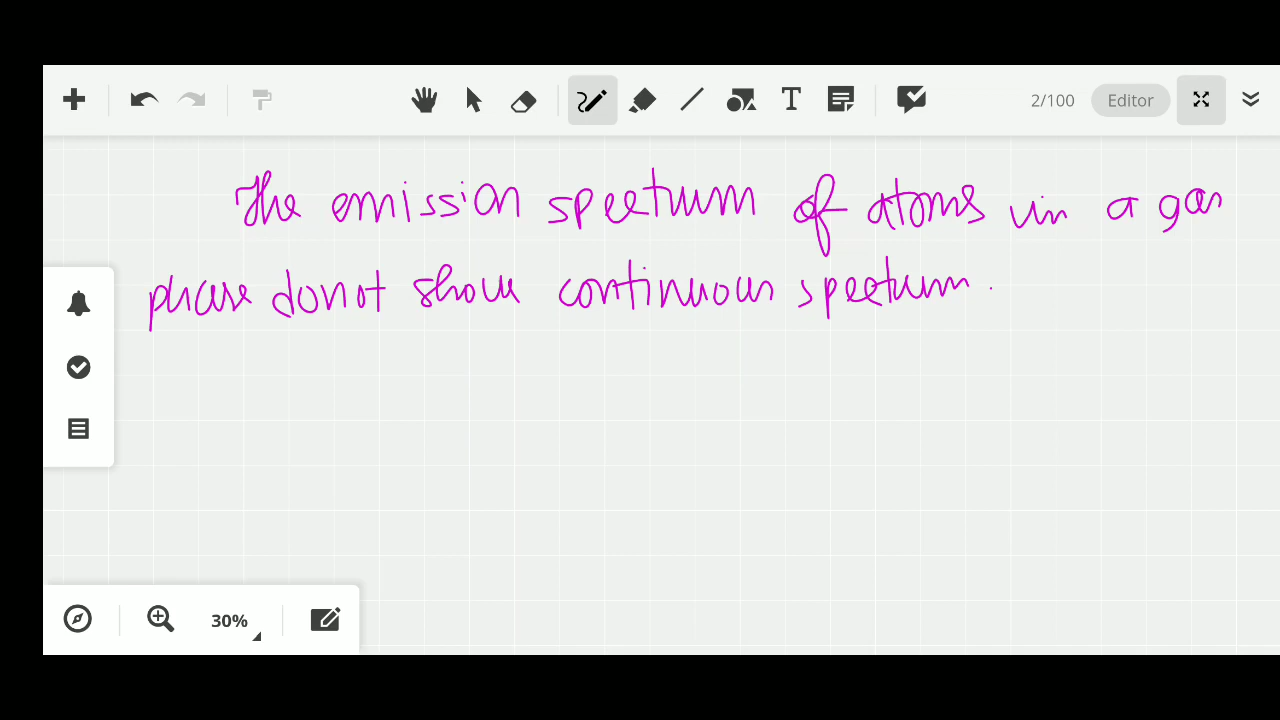 2/100 Editor
The emission spectrum of atoms in a gas
phase donot show continuous spectrum.
30%